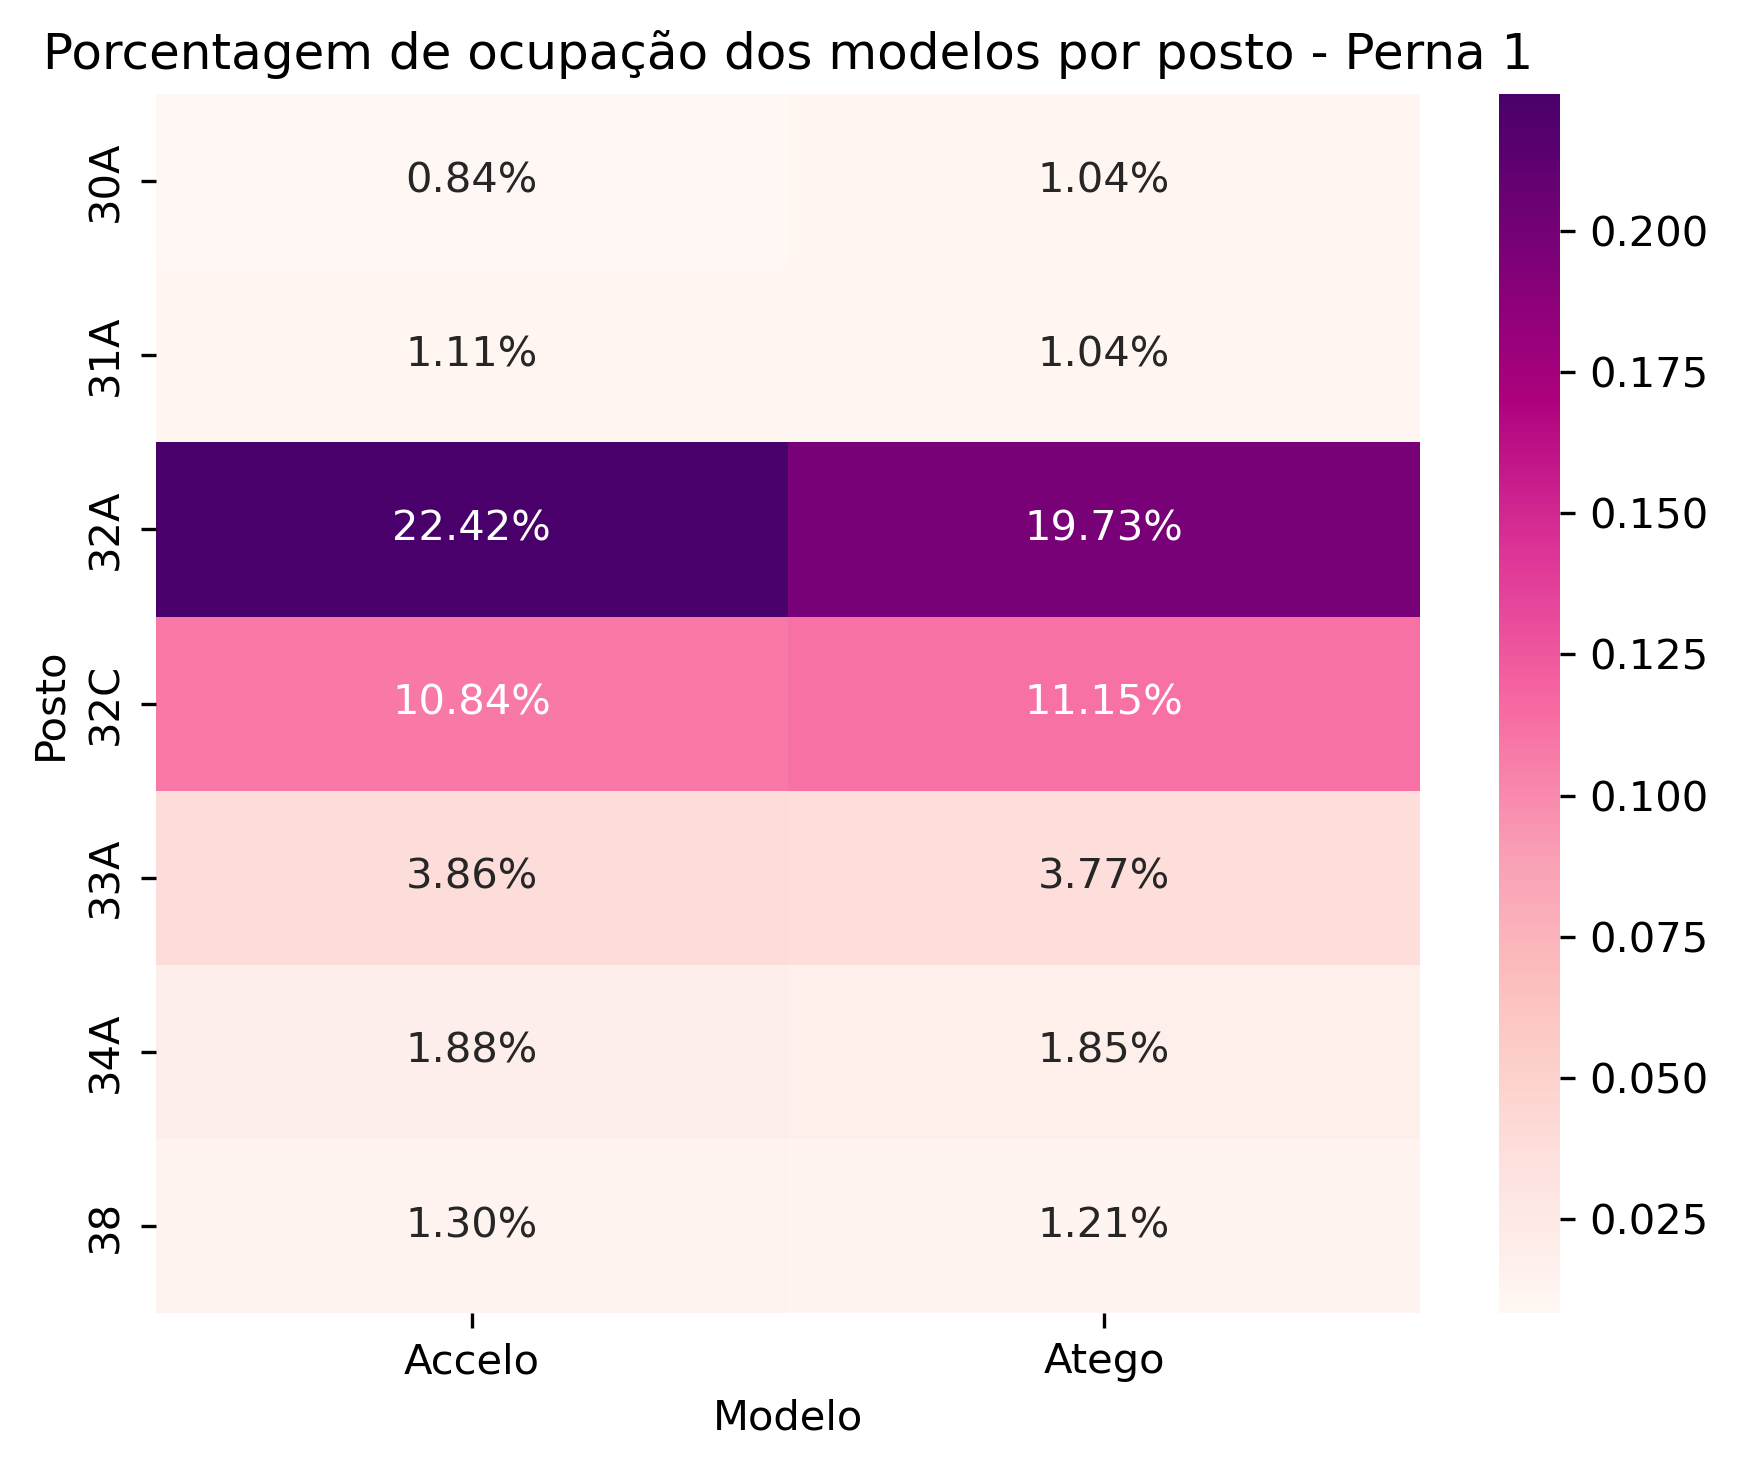 Porcentagem de ocupação dos modelos por posto - Perna 1
Posto
30A 0.84% 1.04%
31A 1.11% 1.04%
32A 22.42% 19.73%
32C 10.84% 11.15%
33A 3.86% 3.77%
34A 1.88% 1.85%
38 1.30% 1.21%
Accelo Atego
Modelo
0.200
0.175
0.150
0.125
0.100
0.075
0.050
0.025